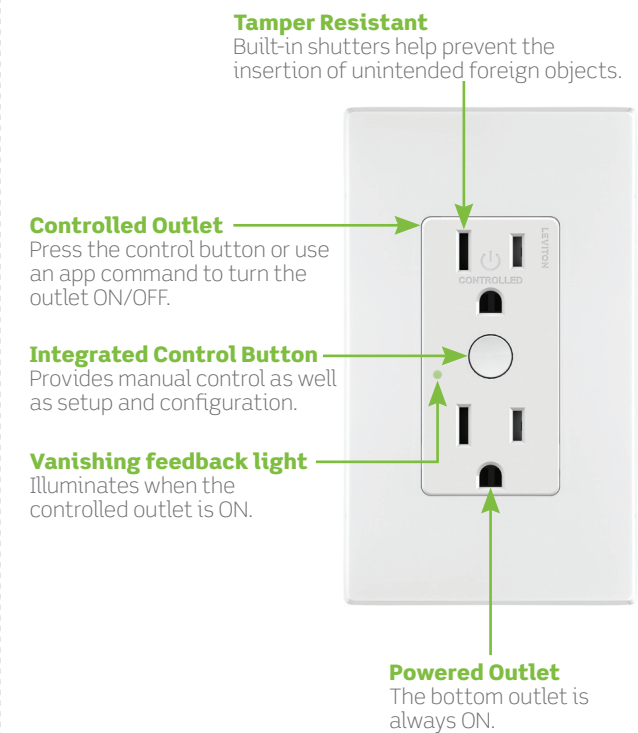 Tamper Resistant
Built-in shutters help prevent the
insertion of unintended foreign objects.
Controlled Outlet
Press the control button or use
an app command to turn the
outlet ON/OFF.
LEVITON
CONTROLLED
Integrated Control Button
Provides manual control as well
as setup and configuration.
Vanishing feedback light
Illuminates when the
controlled outlet is ON.
Powered Outlet
The bottom outlet is
always ON.